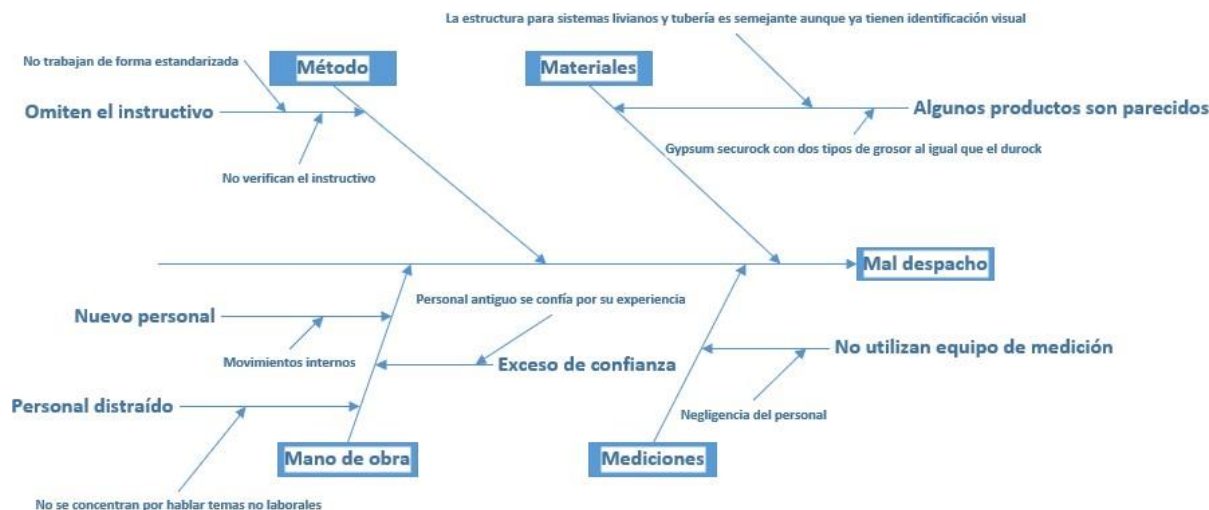 La estructura para sistemas livianos y tubería es semejante aunque ya tienen identificación visual
No trabajan de forma estandarizada
Método
Materiales
Omiten el instructivo
Algunos productos son parecidos
Gypsum securock con dos tipos de grosor al igual que el durock
No verifican el instructivo
Mal despacho
Personal antiguo se confía por su experiencia
Nuevo personal
No utilizan equipo de medición
Movimientos internos
Exceso de confianza
Personal distraído
Negligencia del personal
Mano de obra
Mediciones
No se concentran por hablar temas no laborales